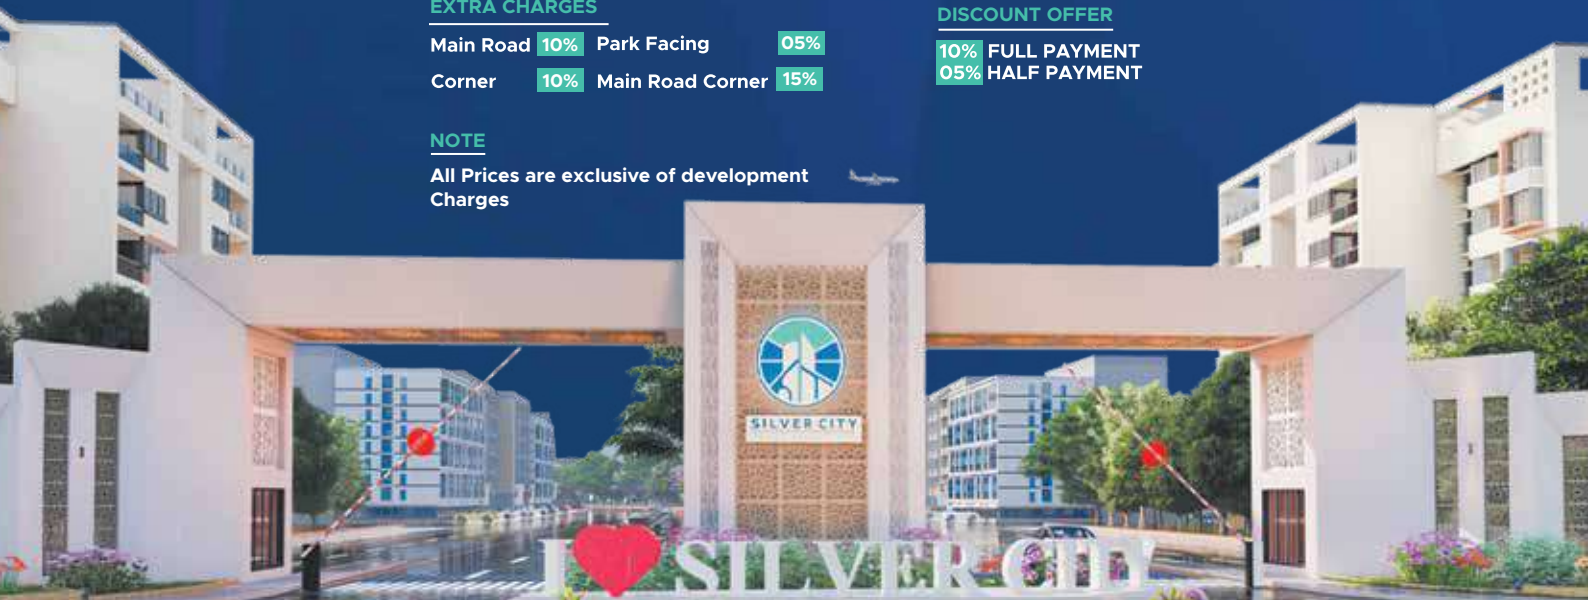 EXTRA CHARGES
Main Road 10% Park Facing 05%
Corner 10% Main Road Corner 15%
DISCOUNT OFFER
10% FULL PAYMENT
05% HALF PAYMENT
NOTE
All Prices are exclusive of development
Charges
SILVER CITY
I SILVER CITY